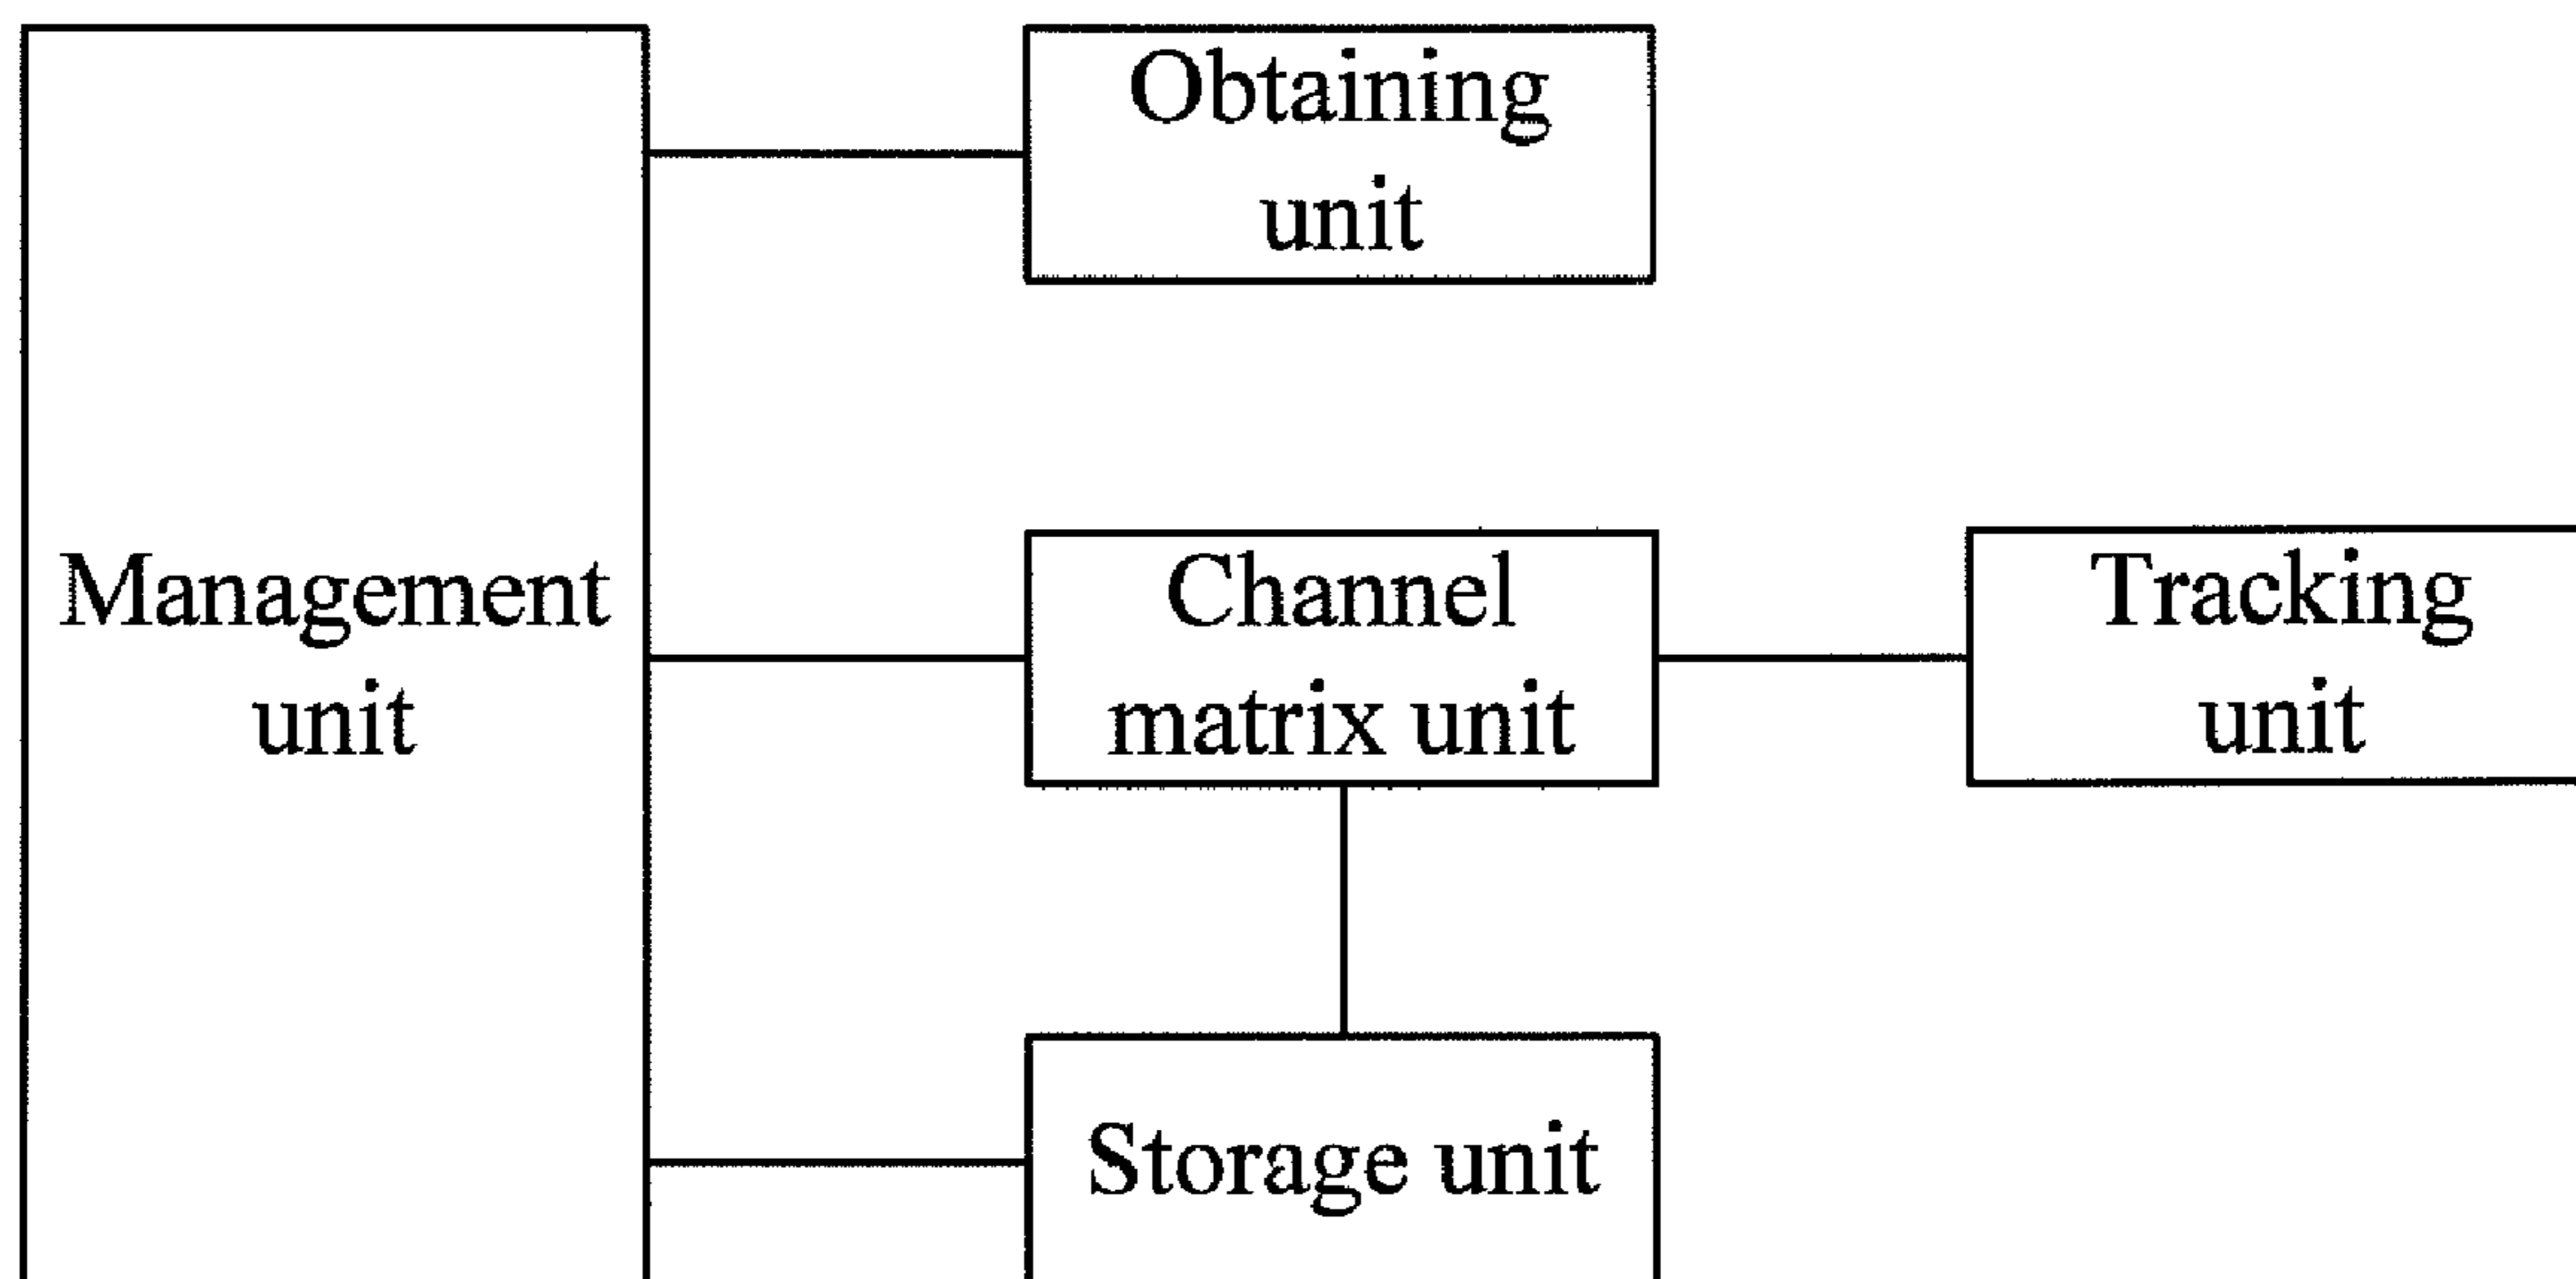 Obtaining
unit
Management
unit
Channel
matrix unit
Tracking
unit
Storage unit